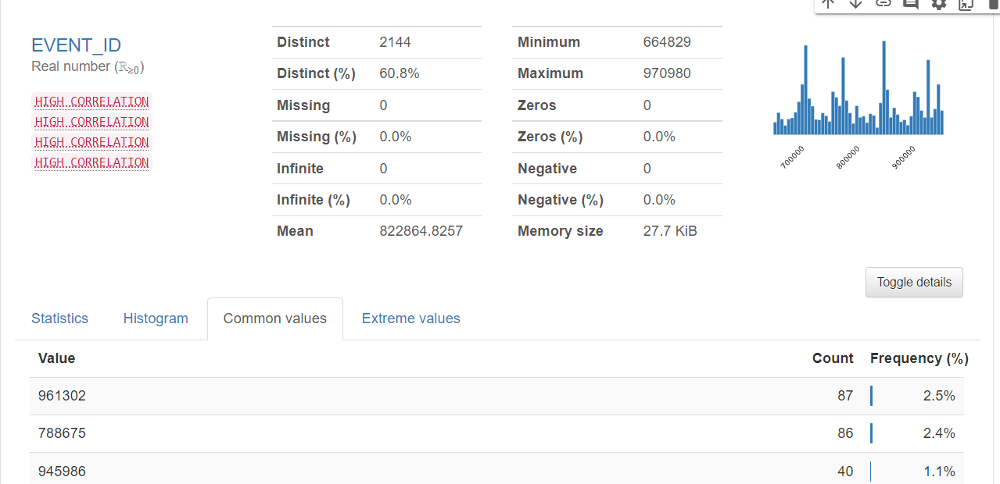 EVENT_ID
Real number (ℝ≥0)
HIGH CORRELATION
HIGH CORRELATION
HIGH CORRELATION
HIGH CORRELATION
Distinct 2144
Distinct (%) 60.8%
Missing 0
Missing (%) 0.0%
Infinite 0
Infinite (%) 0.0%
Mean 822864.8257
Minimum 664829
Maximum 970980
Zeros 0
Zeros (%) 0.0%
Negative 0
Negative (%) 0.0%
Memory size 27.7 KiB
700000 800000 900000
Toggle details
Statistics Histogram Common values Extreme values
Value Count Frequency (%)
961302 87 2.5%
788675 86 2.4%
945986 40 1.1%